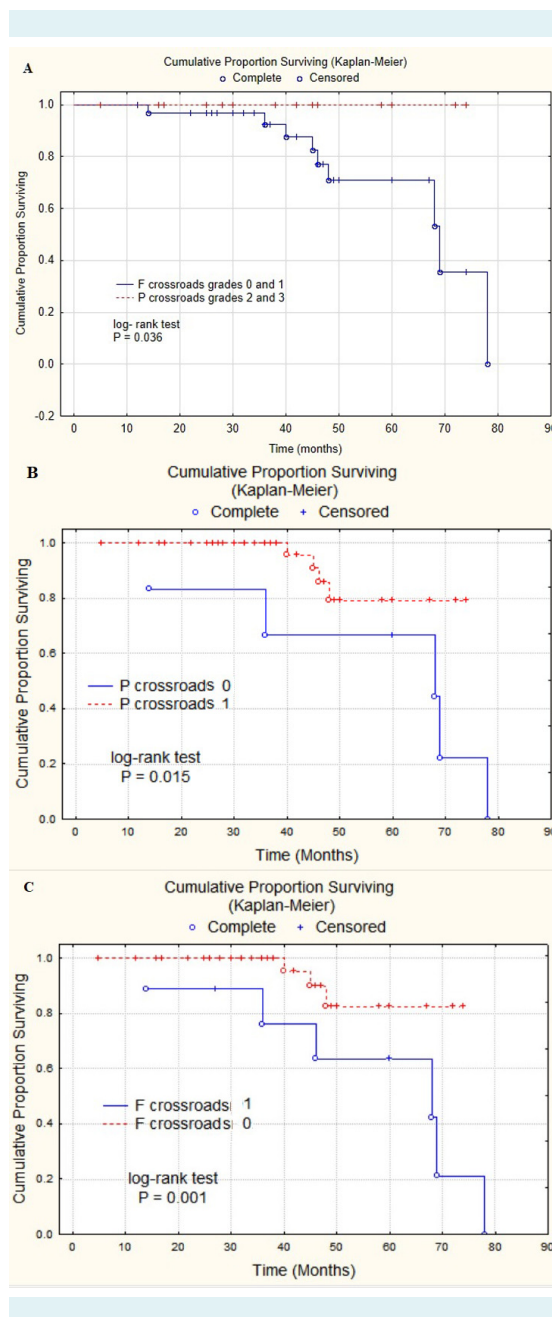 A
Cumulative Proportion Surviving (Kaplan-Meier)
Complete Censored
Cumulative Proportion Surviving
1.0
0.8
0.6
0.4
0.2
0.0
-0.2
F crossroads grades 0 and 1
P crossroads grades 2 and 3
log- rank test
P = 0.036
0 10 20 30 40 50 60 70 80 90
Time (months)
B
Cumulative Proportion Surviving
(Kaplan-Meier)
Complete + Censored
Cumulative Proportion Surviving
1.0
0.8
0.6
0.4
0.2
0.0
P crossroads 0
P crossroads 1
log-rank test
P = 0.015
0 10 20 30 40 50 60 70 80 90
Time (Months)
C
Cumulative Proportion Surviving
(Kaplan-Meier)
Complete + Censored
Cumulative Proportion Surviving
1.0
0.8
0.6
0.4
0.2
0.0
F crossroads 1
F crossroads 0
log-rank test
P = 0.001
0 10 20 30 40 50 60 70 80 90
Time (Months)